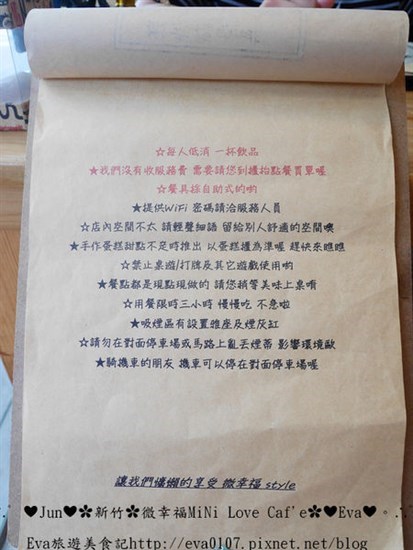 ☆每人低消 一杯飲品
★我們沒有收服務費 需要請您到櫃枱點餐買單喔
☆餐具採自助式的喲
★提供WiFi 密碼請洽服務人員
☆店內空間不太 請輕聲細語 留給別人舒適的空間噢
★手作蛋糕甜點不定時推出 以蛋糕櫃為準喔 趕快來瞧瞧
☆禁止桌遊/打牌及其它遊戲使用喲
★餐點都是現點現做的 請您稍等美味上桌唷
☆用餐限時三小時 慢慢吃 不急啦
★吸煙區有設置雅座及煙灰缸
☆請勿在對面停車場或馬路上亂丟煙蒂 影響環境歐
★騎機車的朋友 機車可以停在對面停車場喔
讓我們慵懶的享受 微幸福 style
♥Jun♥✽新竹✽微幸福MiNi Love Caf'e✽♥Eva♥。.
Eva旅遊美食記http://eva0107.pixnet.net/blog